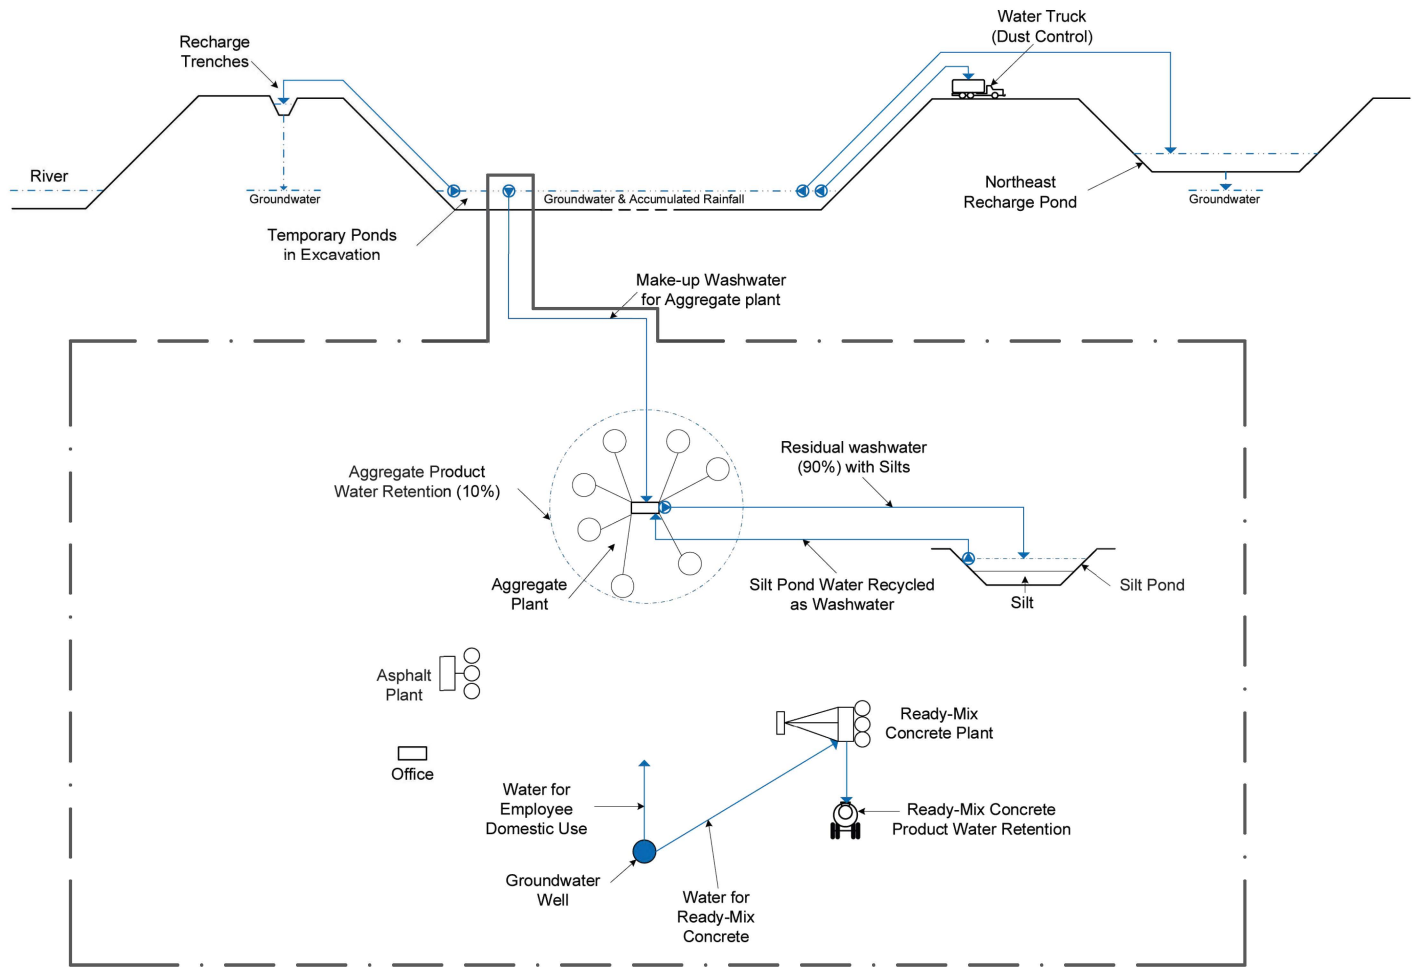 Water Truck
(Dust Control)
Recharge
Trenches
River
Groundwater
Groundwater & Accumulated Rainfall
Northeast
Recharge Pond
Groundwater
Temporary Ponds
in Excavation
Make-up Washwater
for Aggregate plant
Aggregate Product
Water Retention (10%)
Residual washwater
(90%) with Silts
Aggregate
Plant
Silt Pond Water Recycled
as Washwater
Silt
Silt Pond
Asphalt
Plant
Ready-Mix
Concrete Plant
Office
Water for
Employee
Domestic Use
Ready-Mix Concrete
Product Water Retention
Groundwater
Well
Water for
Ready-Mix
Concrete